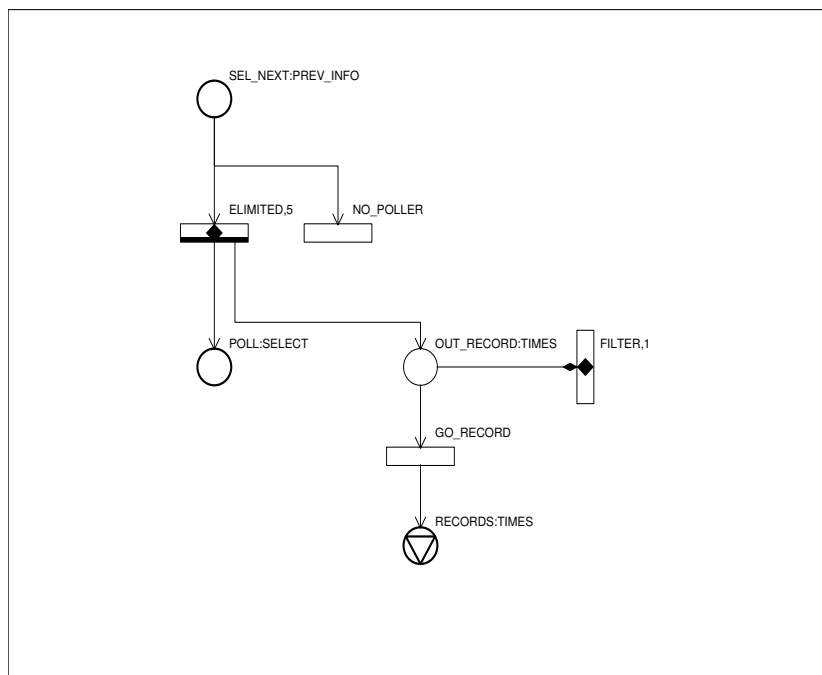 SEL_NEXT:PREV_INFO
ELIMITED,5
NO_POLLER
POLL:SELECT
OUT_RECORD:TIMES
FILTER,1
GO_RECORD
RECORDS:TIMES